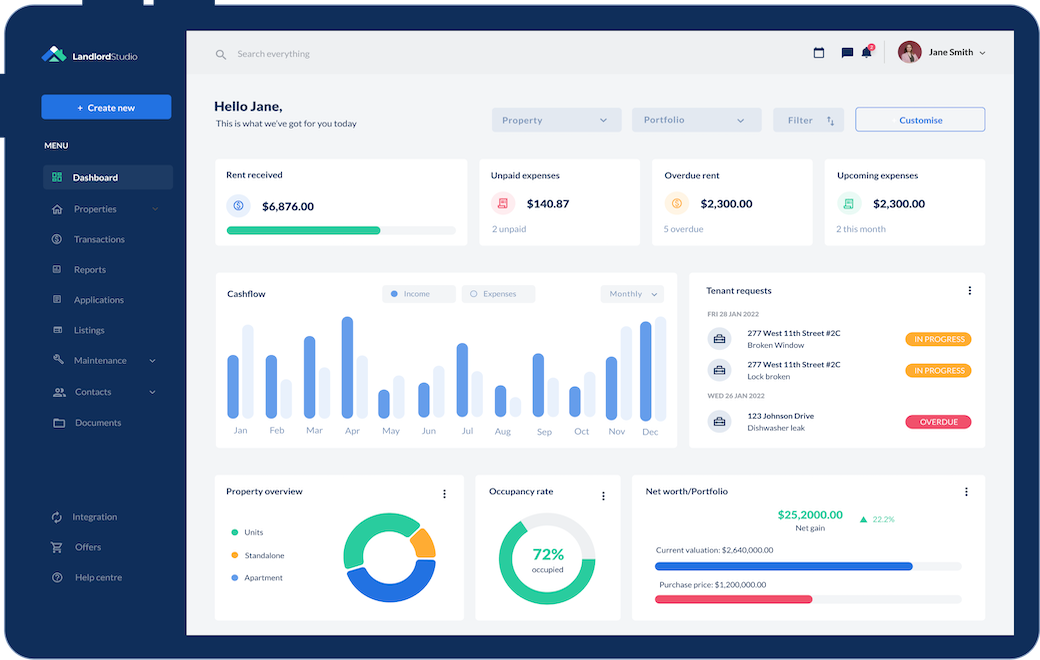 LandlordStudio
Search everything
Jane Smith
2
+ Create new
MENU
Dashboard
Properties
Transactions
Reports
Applications
Listings
Maintenance
Contacts
Documents
Integration
Offers
Help centre
Hello Jane,
This is what we've got for you today
Property
Portfolio
Filter
Customise
Rent received
$6,876.00
Unpaid expenses
$140.87
2 unpaid
Overdue rent
$2,300.00
5 overdue
Upcoming expenses
$2,300.00
2 this month
Cashflow
Income
Expenses
Monthly
Jan Feb Mar Apr May Jun Jul Aug Sep Oct Nov Dec
Tenant requests
FRI 28 JAN 2022
277 West 11th Street #2C
Broken Window
IN PROGRESS
277 West 11th Street #2C
Lock broken
IN PROGRESS
WED 26 JAN 2022
123 Johnson Drive
Dishwasher leak
OVERDUE
Property overview
Units
Standalone
Apartment
Occupancy rate
72%
occupied
Net worth/Portfolio
$25,2000.00
Net gain
22.2%
Current valuation: $2,640,000.00
Purchase price: $1,200,000.00